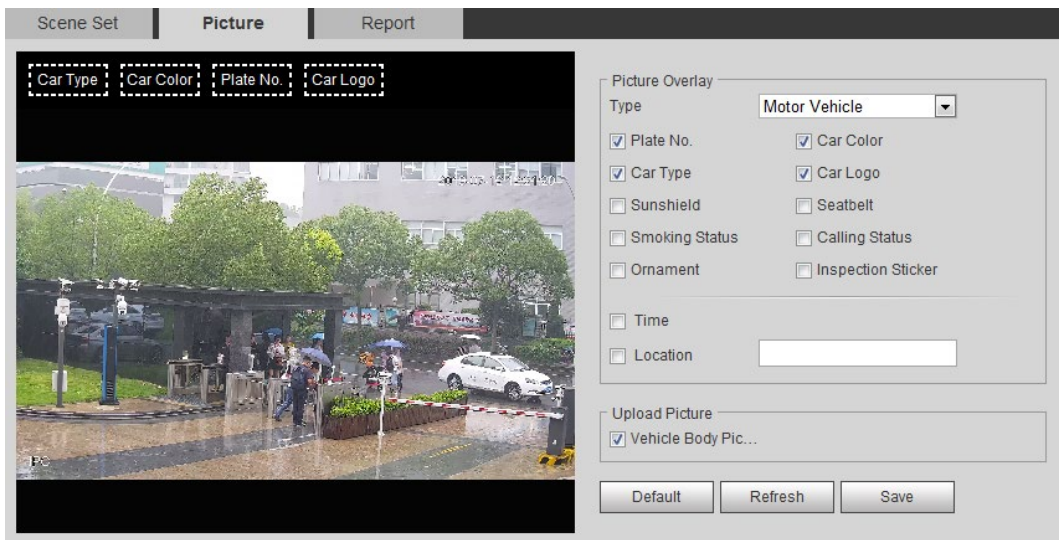 Scene Set Picture Report
Car Type Car Color Plate No. Car Logo
IPC
Picture Overlay
Type Motor Vehicle
Plate No. Car Color
Car Type Car Logo
Sunshield Seatbelt
Smoking Status Calling Status
Ornament Inspection Sticker
Time
Location
Upload Picture
Vehicle Body Pic...
Default Refresh Save